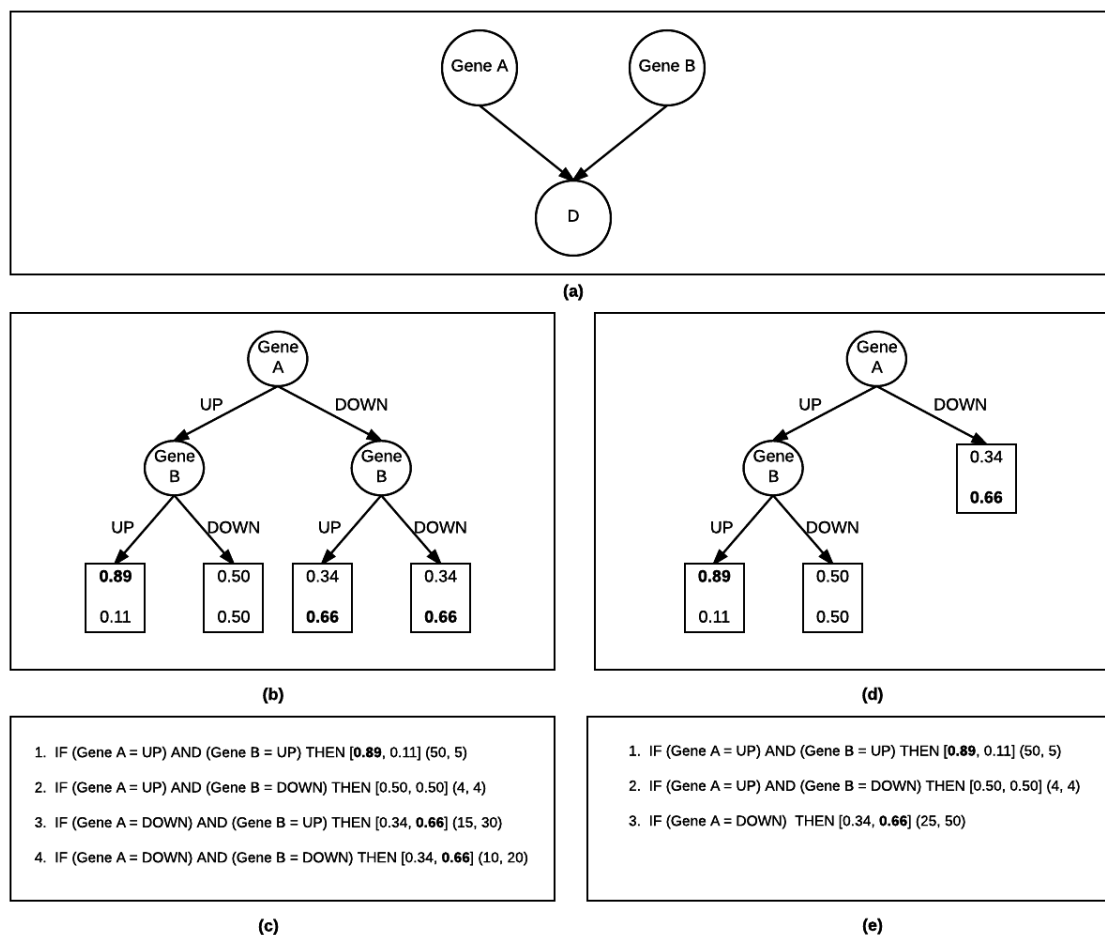 Gene A
Gene B
D
(a)
Gene
A
UP
DOWN
Gene
B
Gene
B
UP
DOWN
UP
DOWN
0.89
0.11
0.50
0.50
0.34
0.66
0.34
0.66
(b)
Gene
A
UP
DOWN
Gene
B
0.34
0.66
UP
DOWN
0.89
0.11
0.50
0.50
(d)
1. IF (Gene A = UP) AND (Gene B = UP) THEN [0.89, 0.11] (50, 5)
2. IF (Gene A = UP) AND (Gene B = DOWN) THEN [0.50, 0.50] (4, 4)
3. IF (Gene A = DOWN) AND (Gene B = UP) THEN [0.34, 0.66] (15, 30)
4. IF (Gene A = DOWN) AND (Gene B = DOWN) THEN [0.34, 0.66] (10, 20)
(c)
1. IF (Gene A = UP) AND (Gene B = UP) THEN [0.89, 0.11] (50, 5)
2. IF (Gene A = UP) AND (Gene B = DOWN) THEN [0.50, 0.50] (4, 4)
3. IF (Gene A = DOWN) THEN [0.34, 0.66] (25, 50)
(e)